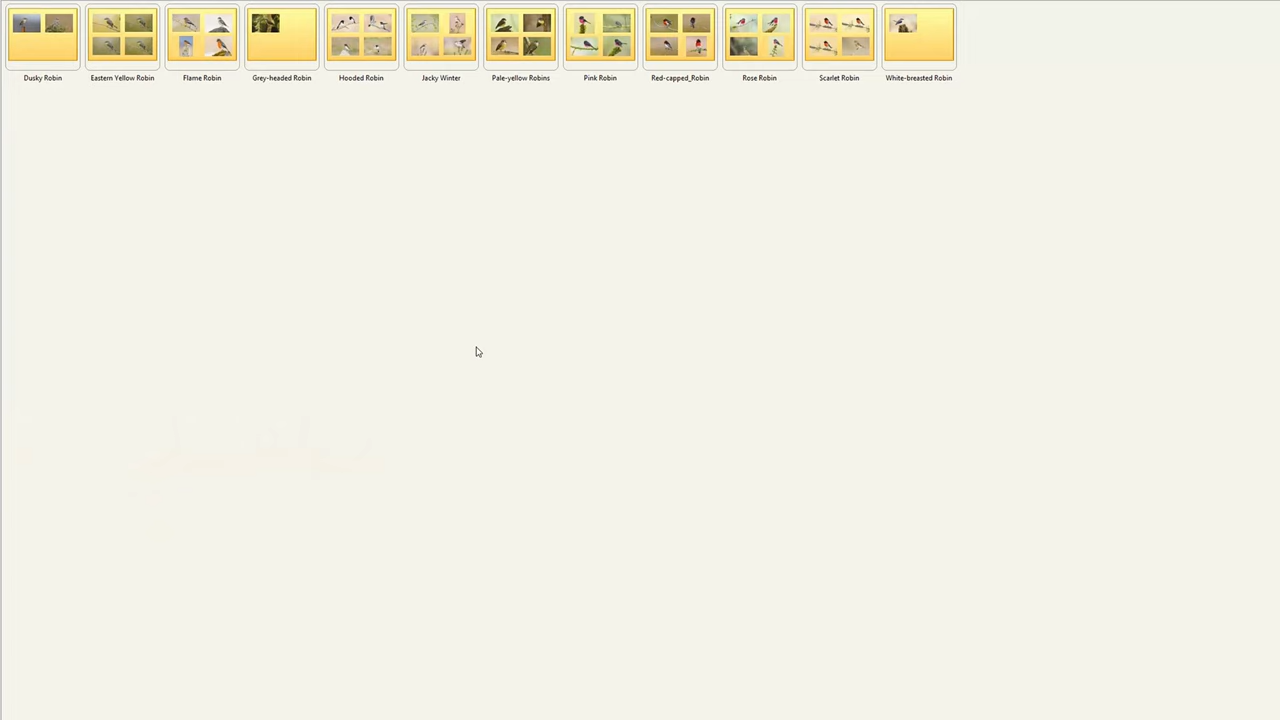 Dusky Robin Eastern Yellow Robin Flame Robin Grey-headed Robin Hooded Robin Jacky Winter Pale-yellow Robins Pink Robin Red-capped_Robin Rose Robin Scarlet Robin White-breasted Robin